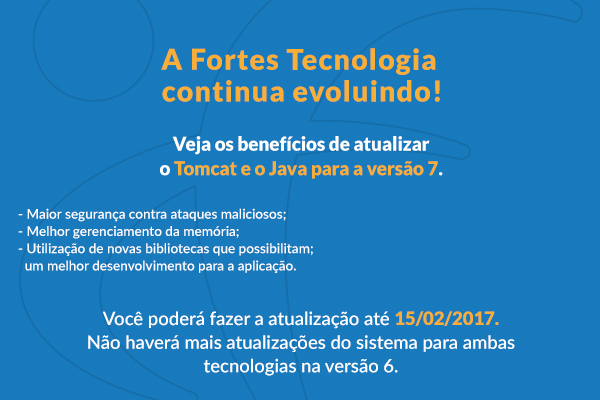 A Fortes Tecnologia
continua evoluindo!
Veja os benefícios de atualizar
o Tomcat e o Java para a versão 7.
- Maior segurança contra ataques maliciosos;
- Melhor gerenciamento da memória;
- Utilização de novas bibliotecas que possibilitam;
um melhor desenvolvimento para a aplicação.
Você poderá fazer a atualização até 15/02/2017.
Não haverá mais atualizações do sistema para ambas
tecnologias na versão 6.